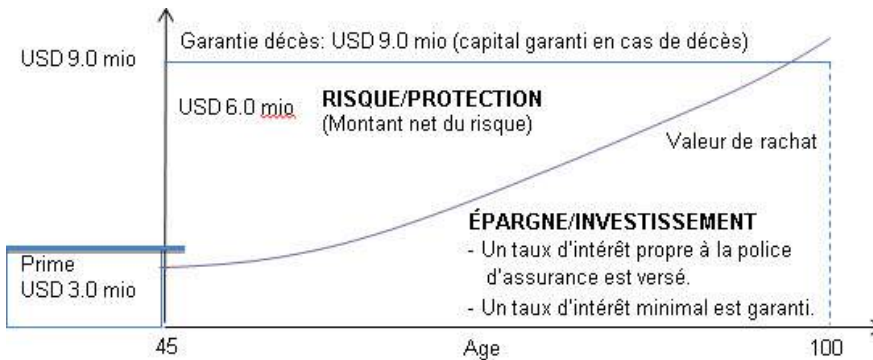 Garantie décès: USD 9.0 mio (capital garanti en cas de décès)
USD 9.0 mio
USD 6.0 mio
RISQUE/PROTECTION
(Montant net du risque)
Valeur de rachat
ÉPARGNE/INVESTISSEMENT
- Un taux d'intérêt propre à la police
d'assurance est versé.
- Un taux d'intérêt minimal est garanti.
Prime
USD 3.0 mio
45
Age
100